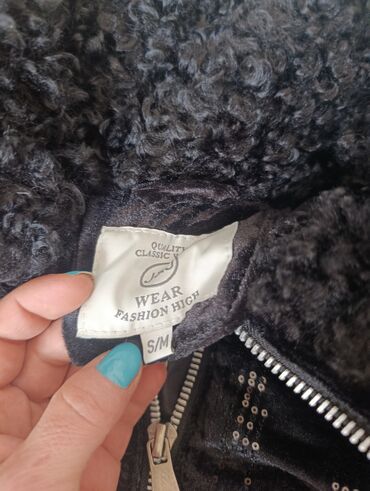 QUALITY
CLASSIC
WEAR
FASHION HIGH
S/M